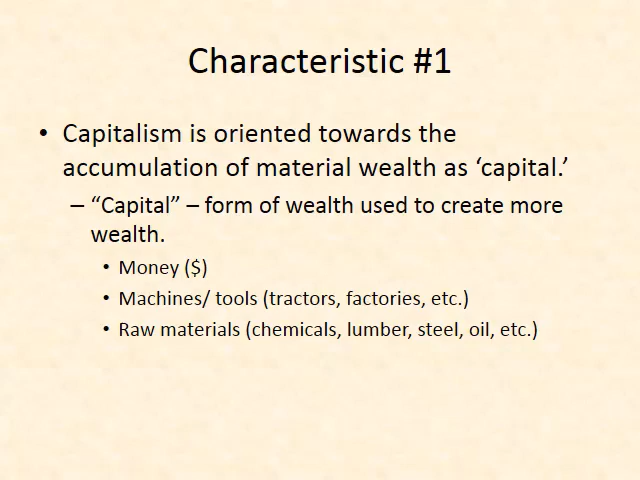 Characteristic #1
• Capitalism is oriented towards the
accumulation of material wealth as ‘capital.’
– “Capital” – form of wealth used to create more
wealth.
• Money ($)
• Machines/ tools (tractors, factories, etc.)
• Raw materials (chemicals, lumber, steel, oil, etc.)